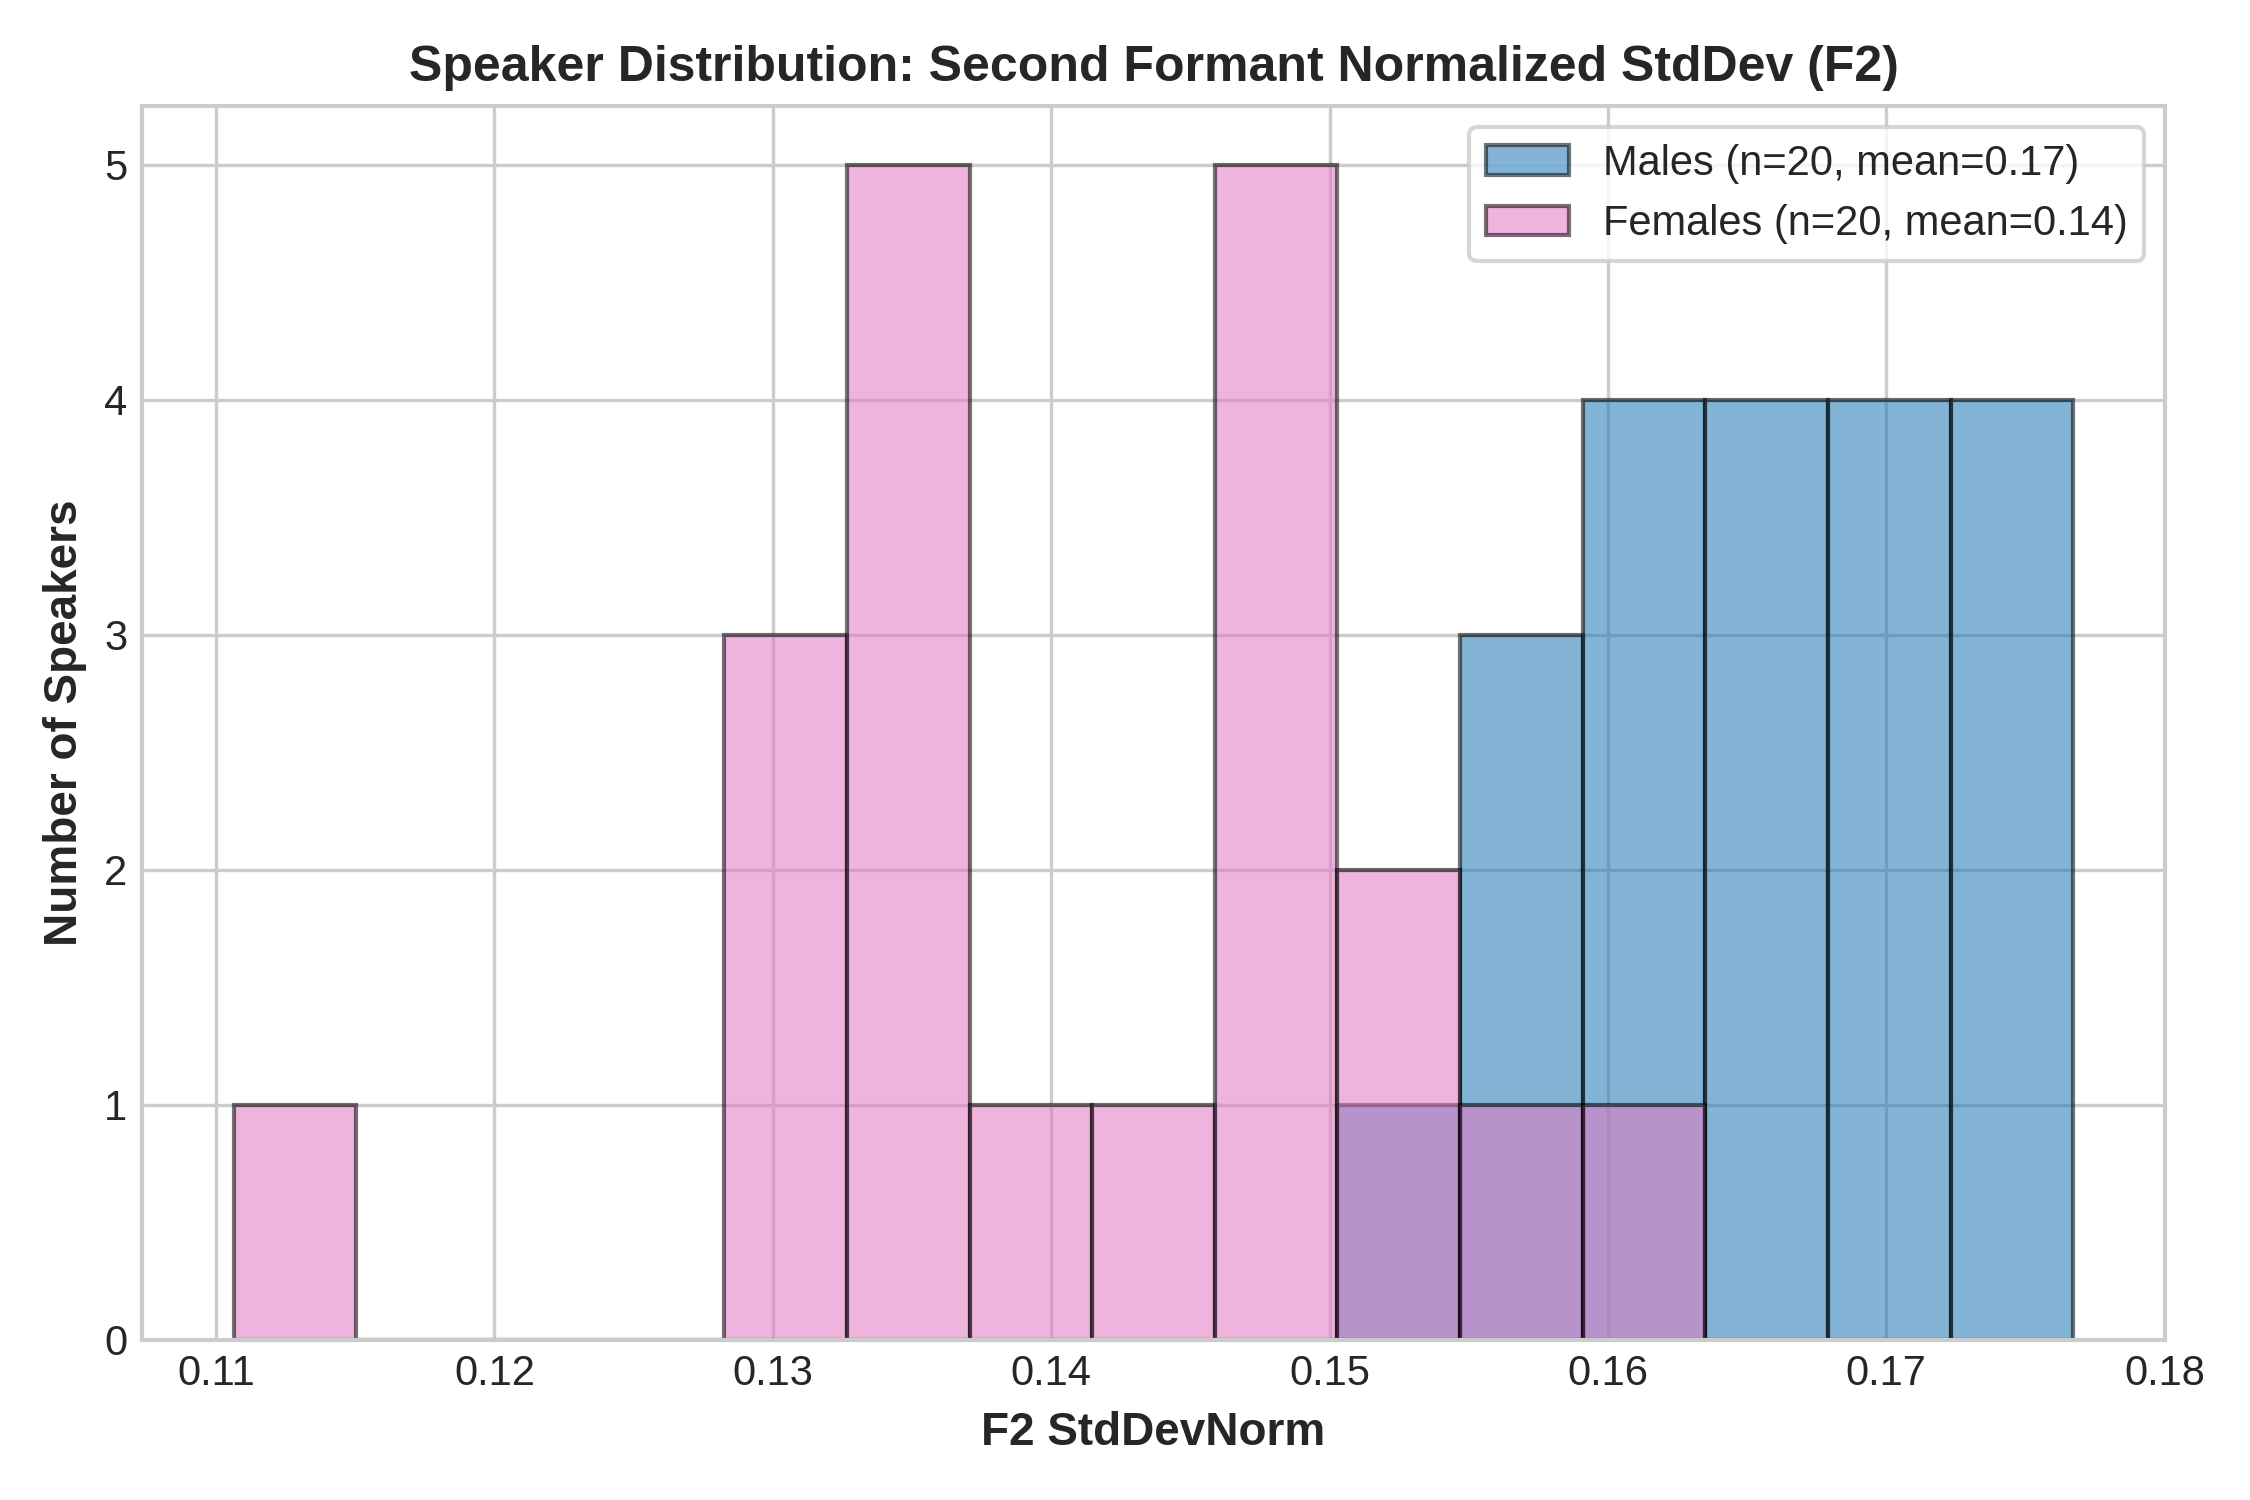 Speaker Distribution: Second Formant Normalized StdDev (F2)
Males (n=20, mean=0.17)
Females (n=20, mean=0.14)
Number of Speakers
5
4
3
2
1
0
0.11 0.12 0.13 0.14 0.15 0.16 0.17 0.18
F2 StdDevNorm